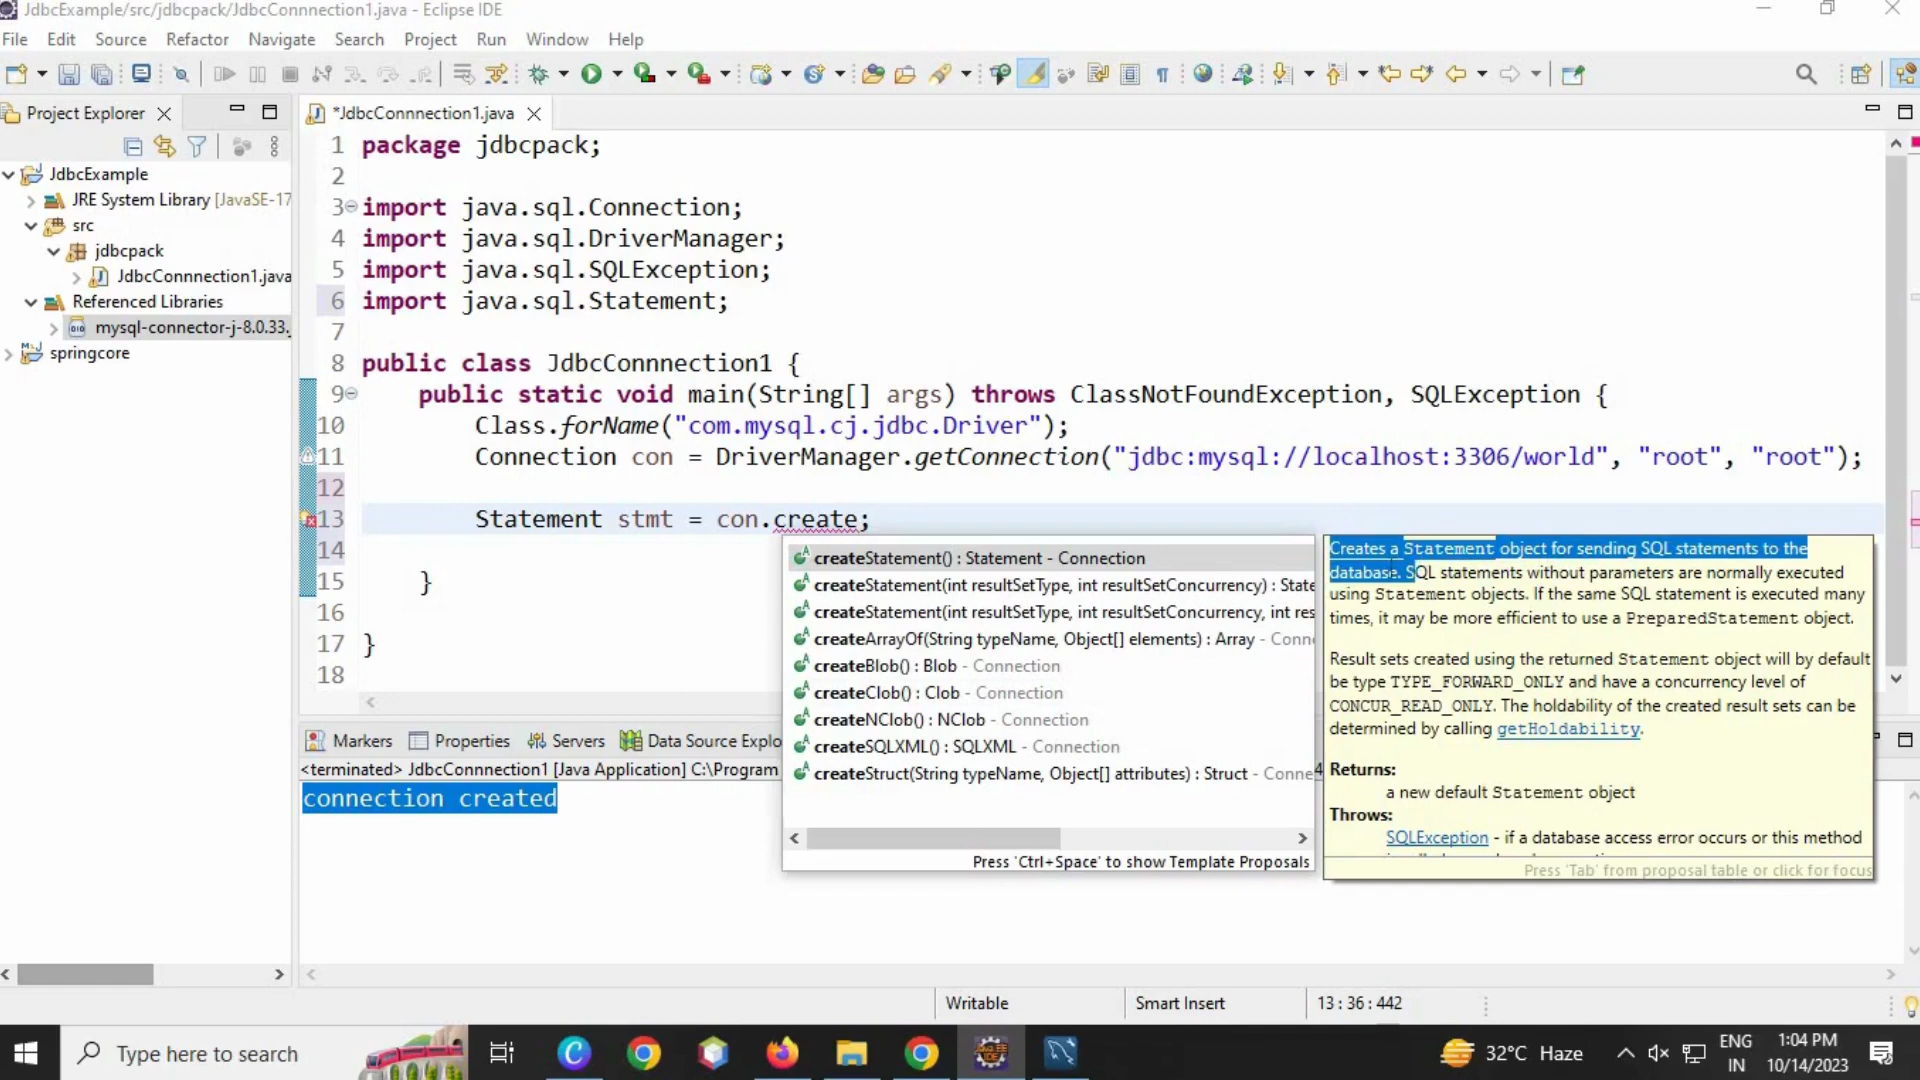 JdbcExample/src/jdbcpack/JdbcConnnection1.java - Eclipse IDE
File Edit Source Refactor Navigate Search Project Run Window Help
Project Explorer
*JdbcConnnection1.java
JdbcExample
JRE System Library [JavaSE-17
src
jdbcpack
JdbcConnnection1.java
Referenced Libraries
mysql-connector-j-8.0.33.
springcore
1 package jdbcpack;
2
3 import java.sql.Connection;
4 import java.sql.DriverManager;
5 import java.sql.SQLException;
6 import java.sql.Statement;
7
8 public class JdbcConnnection1 {
9 public static void main(String[] args) throws ClassNotFoundException, SQLException {
10 Class.forName("com.mysql.cj.jdbc.Driver");
11 Connection con = DriverManager.getConnection("jdbc:mysql://localhost:3306/world", "root", "root");
12
13 Statement stmt = con.create;
14
15 }
16
17 }
18
createStatement() : Statement - Connection
createStatement(int resultSetType, int resultSetConcurrency) : State
createStatement(int resultSetType, int resultSetConcurrency, int res
createArrayOf(String typeName, Object[] elements) : Array - Conne
createBlob() : Blob - Connection
createClob() : Clob - Connection
createNClob() : NClob - Connection
createSQLXML() : SQLXML - Connection
createStruct(String typeName, Object[] attributes) : Struct - Conne
Press 'Ctrl+Space' to show Template Proposals
Creates a Statement object for sending SQL statements to the
database. SQL statements without parameters are normally executed
using Statement objects. If the same SQL statement is executed many
times, it may be more efficient to use a PreparedStatement object.
Result sets created using the returned Statement object will by default
be type TYPE_FORWARD_ONLY and have a concurrency level of
CONCUR_READ_ONLY. The holdability of the created result sets can be
determined by calling getHoldability.
Returns:
a new default Statement object
Throws:
SQLException - if a database access error occurs or this method
Press 'Tab' from proposal table or click for focus
Markers Properties Servers Data Source Explo
<terminated> JdbcConnnection1 [Java Application] C:\Program
connection created
Writable Smart Insert 13 : 36 : 442
Type here to search
32°C Haze
ENG
IN
1:04 PM
10/14/2023